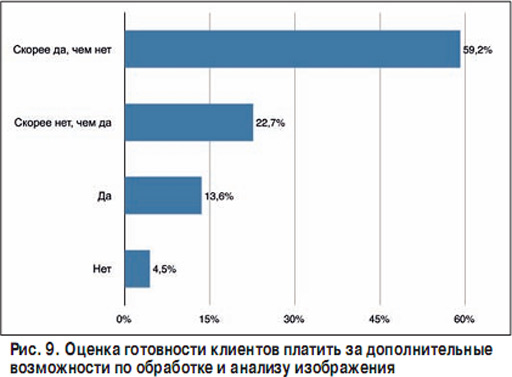 Скорее да, чем нет
59,2%
Скорее нет, чем да
22,7%
Да
13,6%
Нет
4,5%
0%
15%
30%
45%
60%
Рис. 9. Оценка готовности клиентов платить за дополнительные
возможности по обработке и анализу изображения